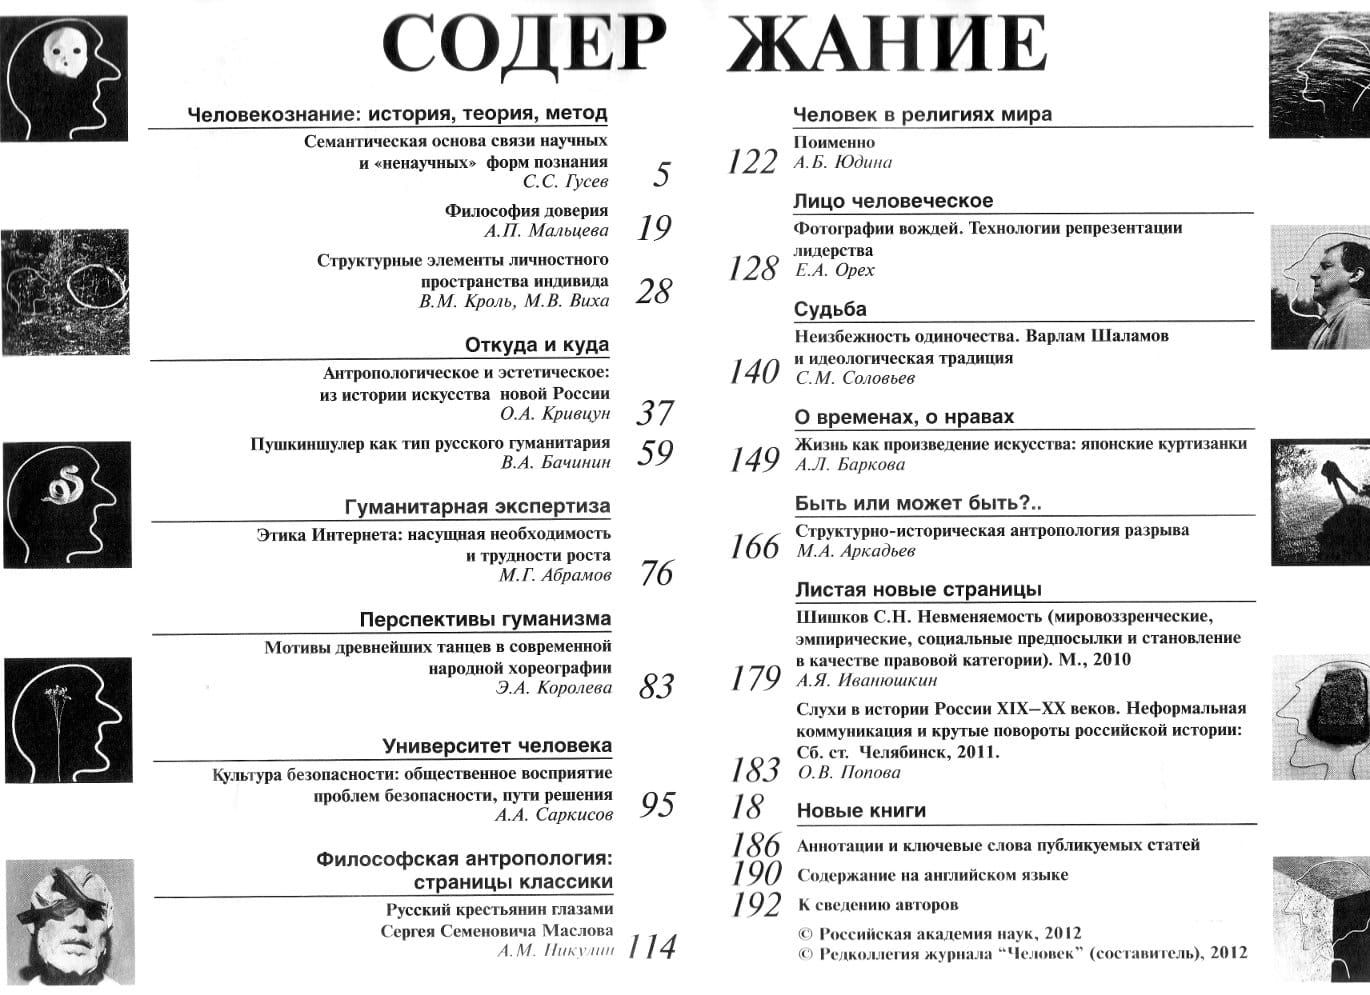 СОДЕРЖАНИЕ
Человекознание: история, теория, метод
Семантическая основа связи научных
и «ненаучных» форм познания
С.С. Гусев 5
Философия доверия
А.П. Мальцева 19
Структурные элементы личностного
пространства индивида
В.М. Кроль, М.В. Виха 28
Откуда и куда
Антропологическое и эстетическое:
из истории искусства новой России
О.А. Кривцун 37
Пушкиншулер как тип русского гуманитария
В.А. Бачинин 59
Гуманитарная экспертиза
Этика Интернета: насущная необходимость
и трудности роста
М.Г. Абрамов 76
Перспективы гуманизма
Мотивы древнейших танцев в современной
народной хореографии
Э.А. Королева 83
Университет человека
Культура безопасности: общественное восприятие
проблем безопасности, пути решения
А.А. Саркисов 95
Философская антропология:
страницы классики
Русский крестьянин глазами
Сергея Семеновича Маслова
А.М. Никулин 114
Человек в религиях мира
Поименно
122 А.Б. Юдина
Лицо человеческое
Фотографии вождей. Технологии репрезентации
лидерства
128 Е.А. Орех
Судьба
Неизбежность одиночества. Варлам Шаламов
и идеологическая традиция
140 С.М. Соловьев
О временах, о нравах
Жизнь как произведение искусства: японские куртизанки
149 А.Л. Баркова
Быть или может быть?..
Структурно-историческая антропология разрыва
166 М.А. Аркадьев
Листая новые страницы
Шишков С.Н. Невменяемость (мировоззренческие,
эмпирические, социальные предпосылки и становление
в качестве правовой категории). М., 2010
179 А.Я. Иванюшкин
Слухи в истории России XIX–XX веков. Неформальная
коммуникация и крутые повороты российской истории:
Сб. ст. Челябинск, 2011.
183 О.В. Попова
18 Новые книги
186 Аннотации и ключевые слова публикуемых статей
190 Содержание на английском языке
192 К сведению авторов
© Российская академия наук, 2012
© Редколлегия журнала “Человек” (составитель), 2012